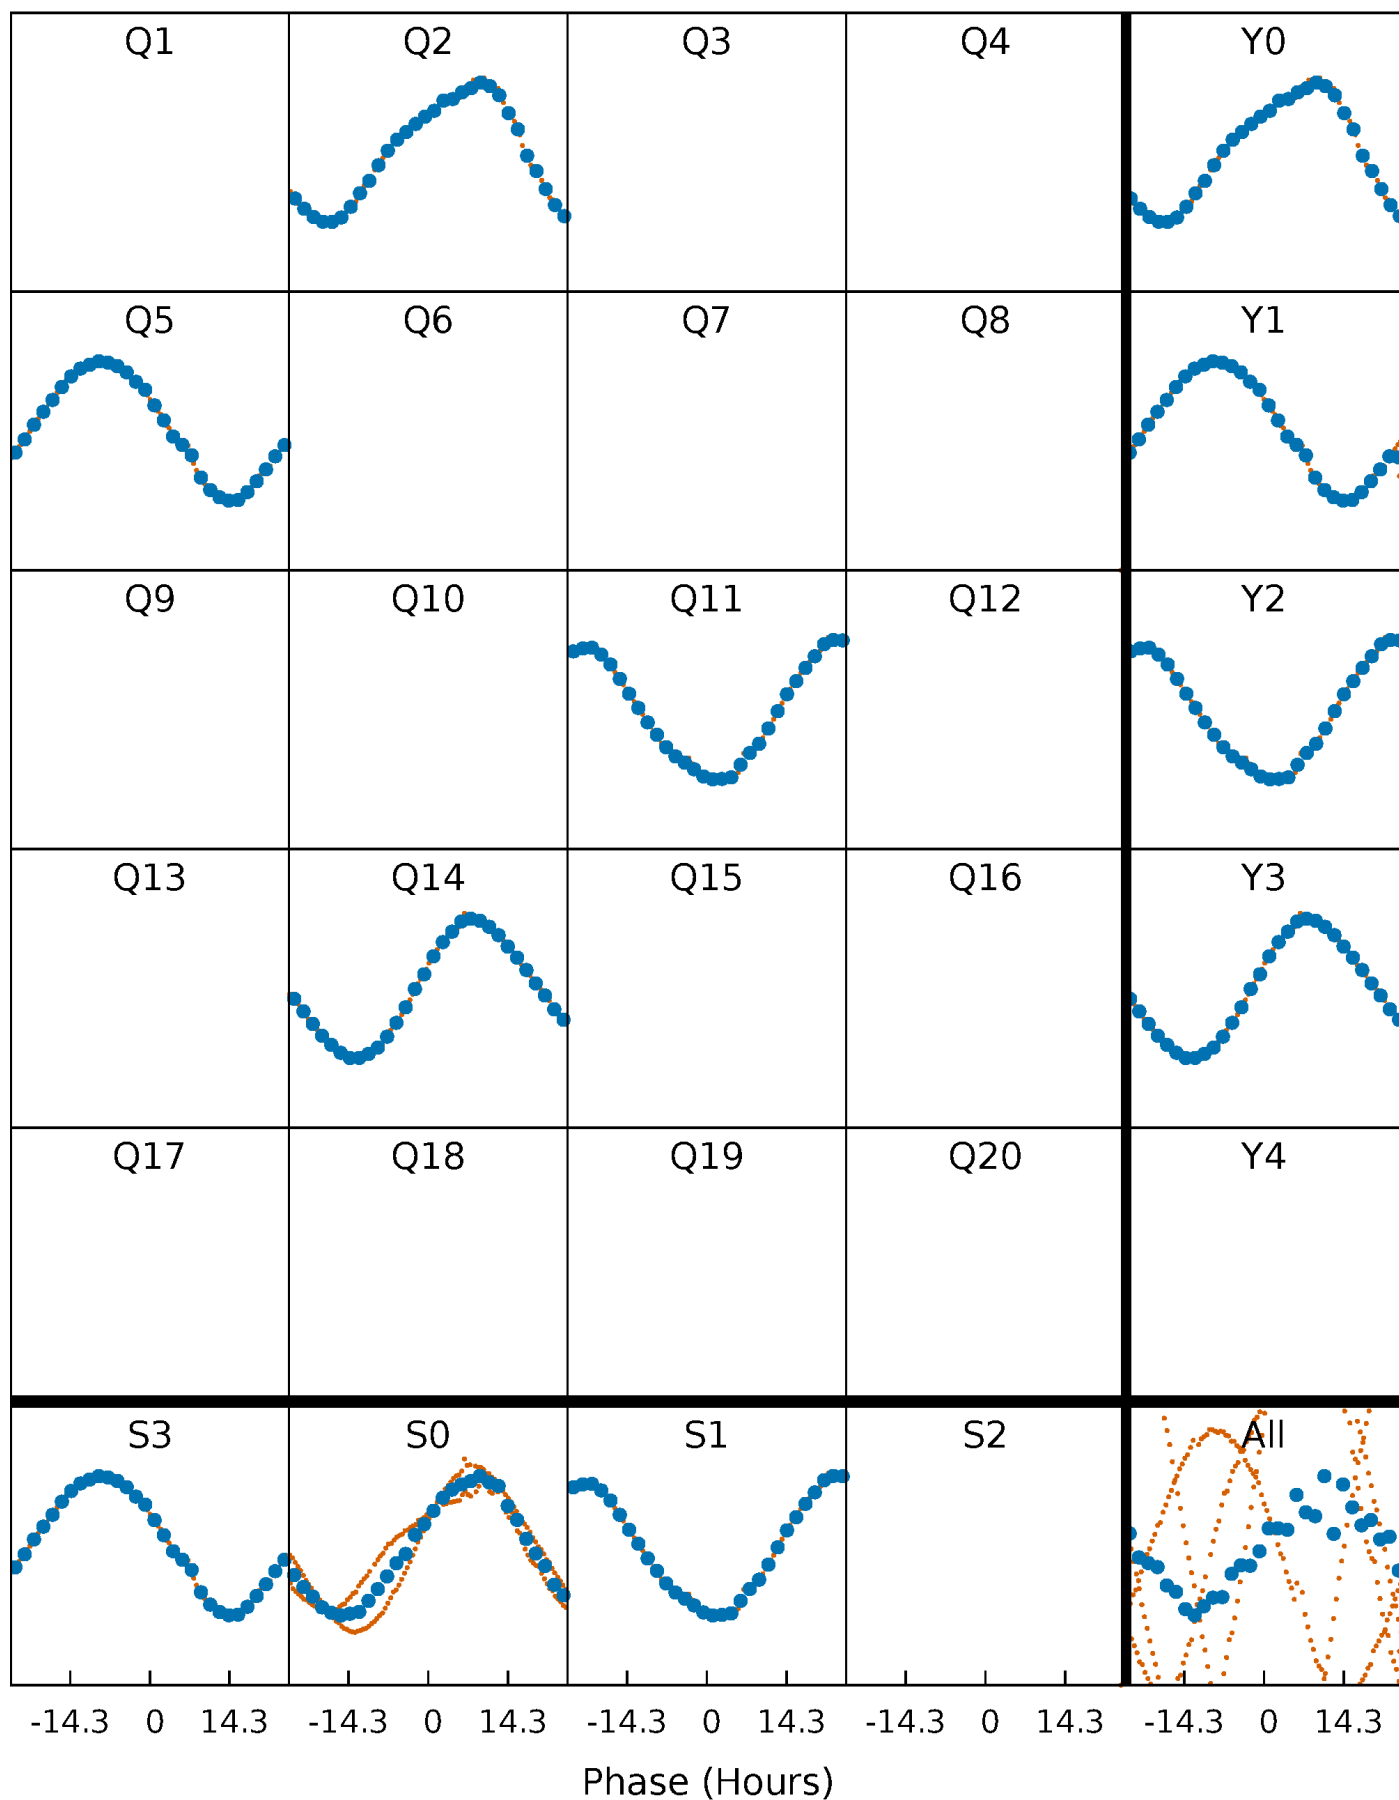 Q1 Q2 Q3 Q4 Y0
Q5 Q6 Q7 Q8 Y1
Q9 Q10 Q11 Q12 Y2
Q13 Q14 Q15 Q16 Y3
Q17 Q18 Q19 Q20 Y4
S3 S0 S1 S2 All
-14.3 0 14.3 -14.3 0 14.3 -14.3 0 14.3 -14.3 0 14.3 -14.3 0 14.3
Phase (Hours)